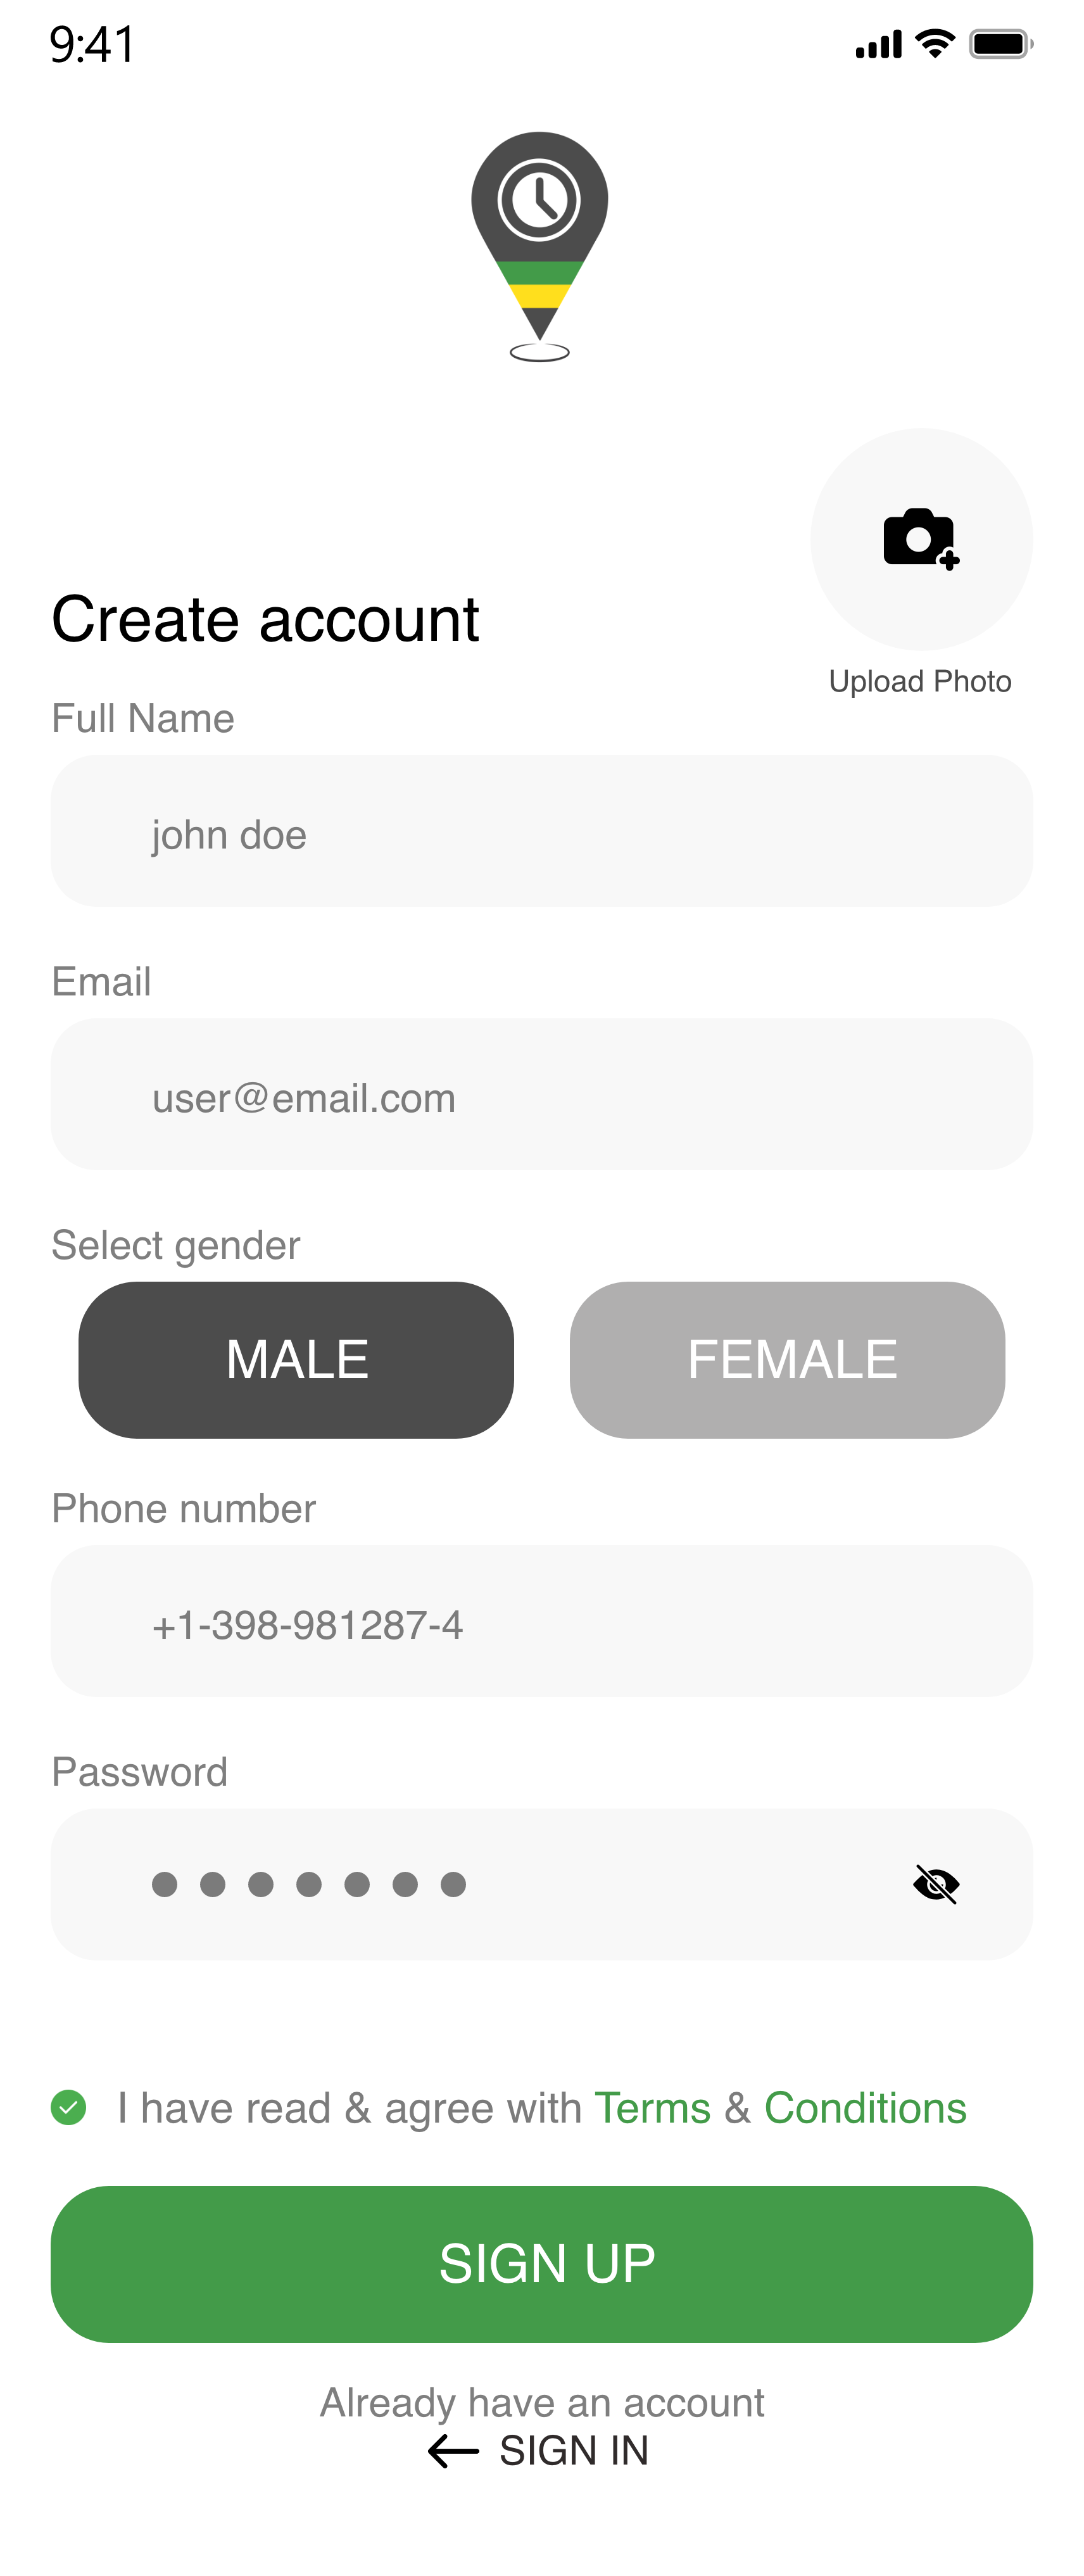 9:41
Create account
Upload Photo
Full Name
john doe
Email
user@email.com
Select gender
MALE
FEMALE
Phone number
+1-398-981287-4
Password
I have read & agree with Terms & Conditions
SIGN UP
Already have an account
SIGN IN